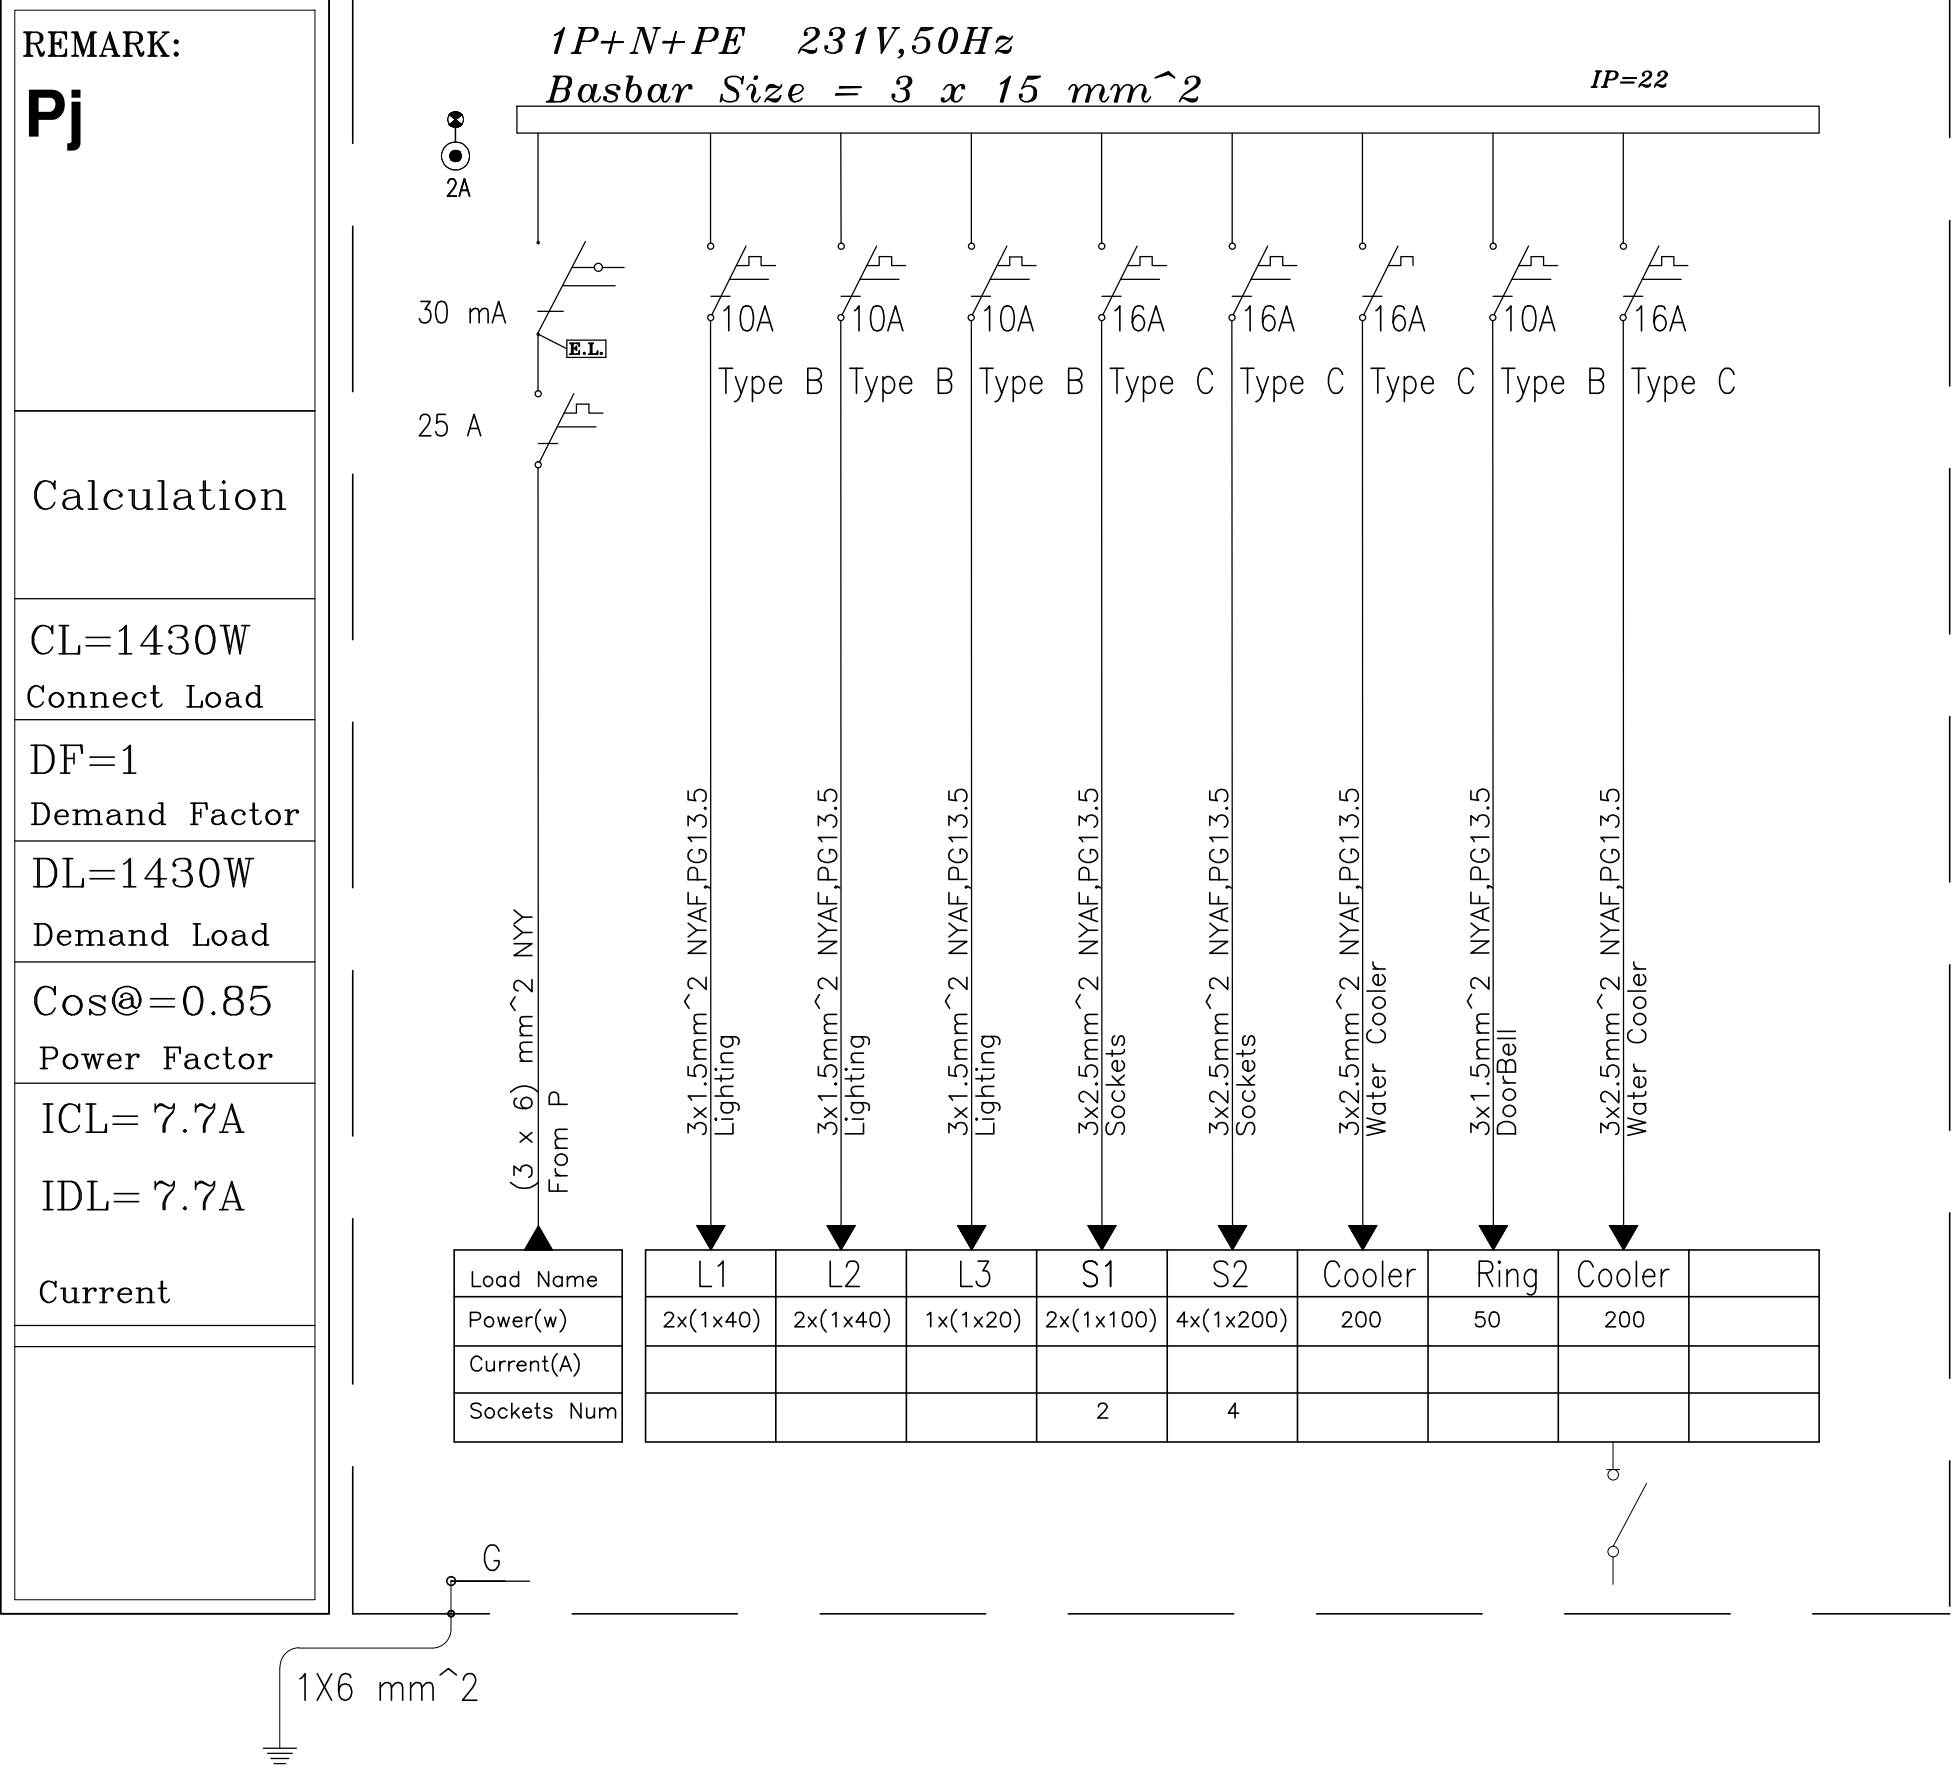 REMARK:
Pj
Calculation
CL=1430W
Connect Load
DF=1
Demand Factor
DL=1430W
Demand Load
Cos@=0.85
Power Factor
ICL= 7.7A
IDL= 7.7A
Current
1P+N+PE 231V,50Hz
Basbar Size = 3 x 15 mm^2
IP=22
2A
30 mA
E.L.
25 A
10A
10A
10A
16A
16A
16A
10A
16A
Type B
Type B
Type B
Type C
Type C
Type C
Type B
Type C
(3 x 6) mm^2 NYY
From P
3x1.5mm^2 NYAF,PG13.5
Lighting
3x1.5mm^2 NYAF,PG13.5
Lighting
3x1.5mm^2 NYAF,PG13.5
Lighting
3x2.5mm^2 NYAF,PG13.5
Sockets
3x2.5mm^2 NYAF,PG13.5
Sockets
3x2.5mm^2 NYAF,PG13.5
Water Cooler
3x1.5mm^2 NYAF,PG13.5
DoorBell
3x2.5mm^2 NYAF,PG13.5
Water Cooler
Load Name L1 L2 L3 S1 S2 Cooler Ring Cooler
Power(w) 2x(1x40) 2x(1x40) 1x(1x20) 2x(1x100) 4x(1x200) 200 50 200
Current(A)
Sockets Num 2 4
G
1X6 mm^2